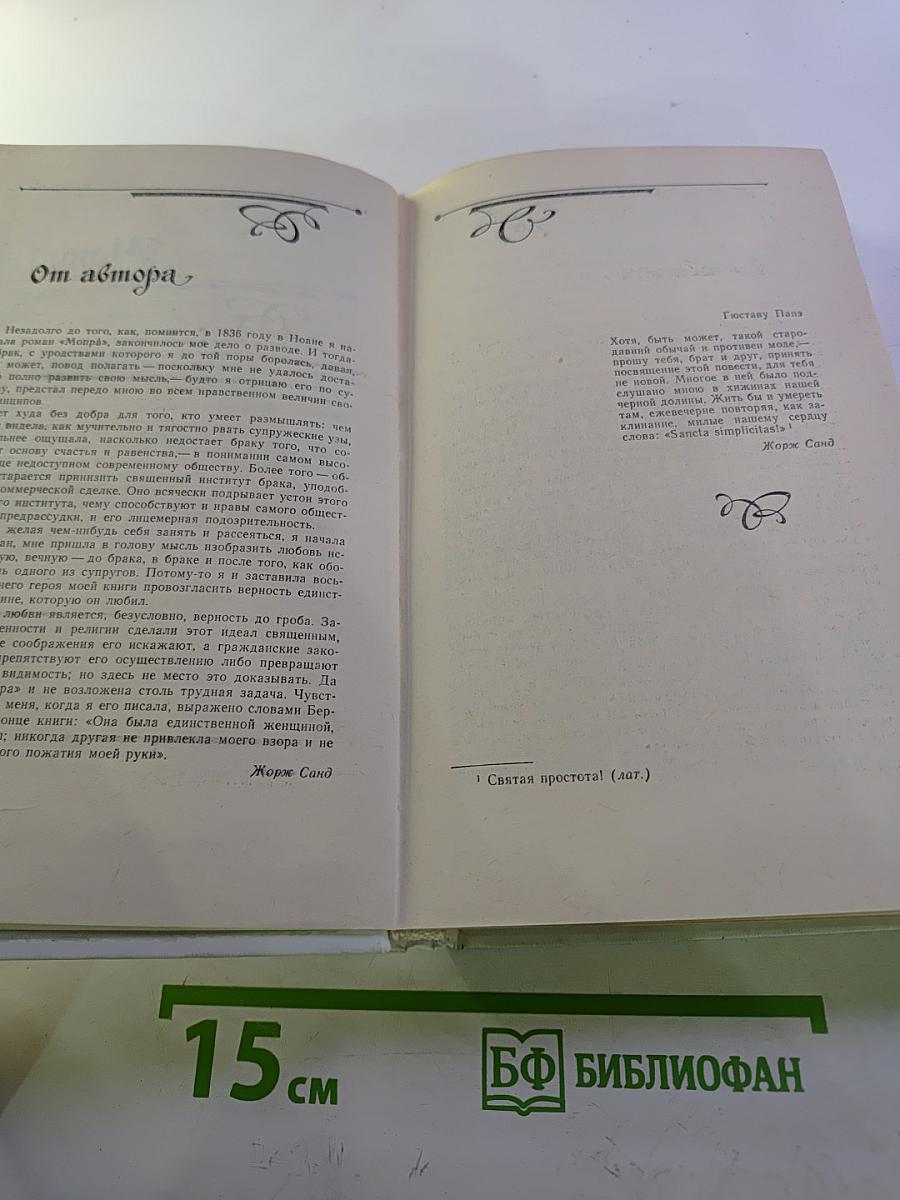 От автора
Незадолго до того, как, помнится, в 1836 году в Ноане я на-
ала роман «Мопра», закончилось мое дело о разводе. И тогда-
рак, с уродствами которого я до той поры боролась, давая,
может, повод полагать — поскольку мне не удалось доста-
о полно развить свою мысль,— будто я отрицаю его по су-
у, предстал передо мною во всем нравственном величии сво-
нципов.
ет худа без добра для того, кто умеет размышлять: чем
видела, как мучительно и тягостно рвать супружеские узы,
льнее ощущала, насколько недостает браку того, что со-
т основу счастья и равенства,— в понимании самом высо-
ще недоступном современному обществу. Более того — об-
старается принизить священный институт брака, уподоб-
оммерческой сделке. Оно всячески подрывает устои этого
го института, чему способствуют и нравы самого общест-
предрассудки, и его лицемерная подозрительность.
желая чем-нибудь себя занять и рассеяться, я начала
ан, мне пришла в голову мысль изобразить любовь ис-
ую, вечную — до брака, в браке и после того, как обо-
ь одного из супругов. Потому-то я и заставила вось-
него героя моей книги провозгласить верность единст-
ине, которую он любил.
любви является, безусловно, верность до гроба. За-
енности и религии сделали этот идеал священным,
е соображения его искажают, а гражданские зако-
репятствуют его осуществлению либо превращают
видимость; но здесь не место это доказывать. Да
ра» и не возложена столь трудная задача. Чувст-
меня, когда я его писала, выражено словами Бер-
онце книги: «Она была единственной женщиной,
л; никогда другая не привлекла моего взора и не
ого пожатия моей руки».
Жорж Санд
Гюставу Папэ
Хотя, быть может, такой старо-
давний обычай и противен моде,—
прошу тебя, брат и друг, принять
посвящение этой повести, для тебя
не новой. Многое в ней было под-
слушано мною в хижинах нашей
черной долины. Жить бы и умереть
там, ежевечерне повторяя, как за-
клинание, милые нашему сердцу
слова: «Sancta simplicitas!» ¹
Жорж Санд
¹ Святая простота! (лат.)
15 см
БФ БИБЛИОФАН